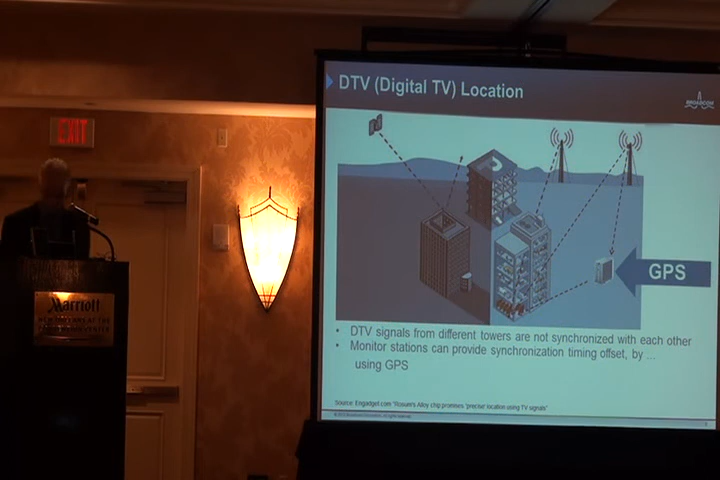 DTV (Digital TV) Location
BROADCOM
EXIT
GPS
Marriott
• DTV signals from different towers are not synchronized with each other
• Monitor stations can provide synchronization timing offset, by ...
using GPS
Source: Engadget.com "Rosum's Alloy chip promises 'precise' location using TV signals"